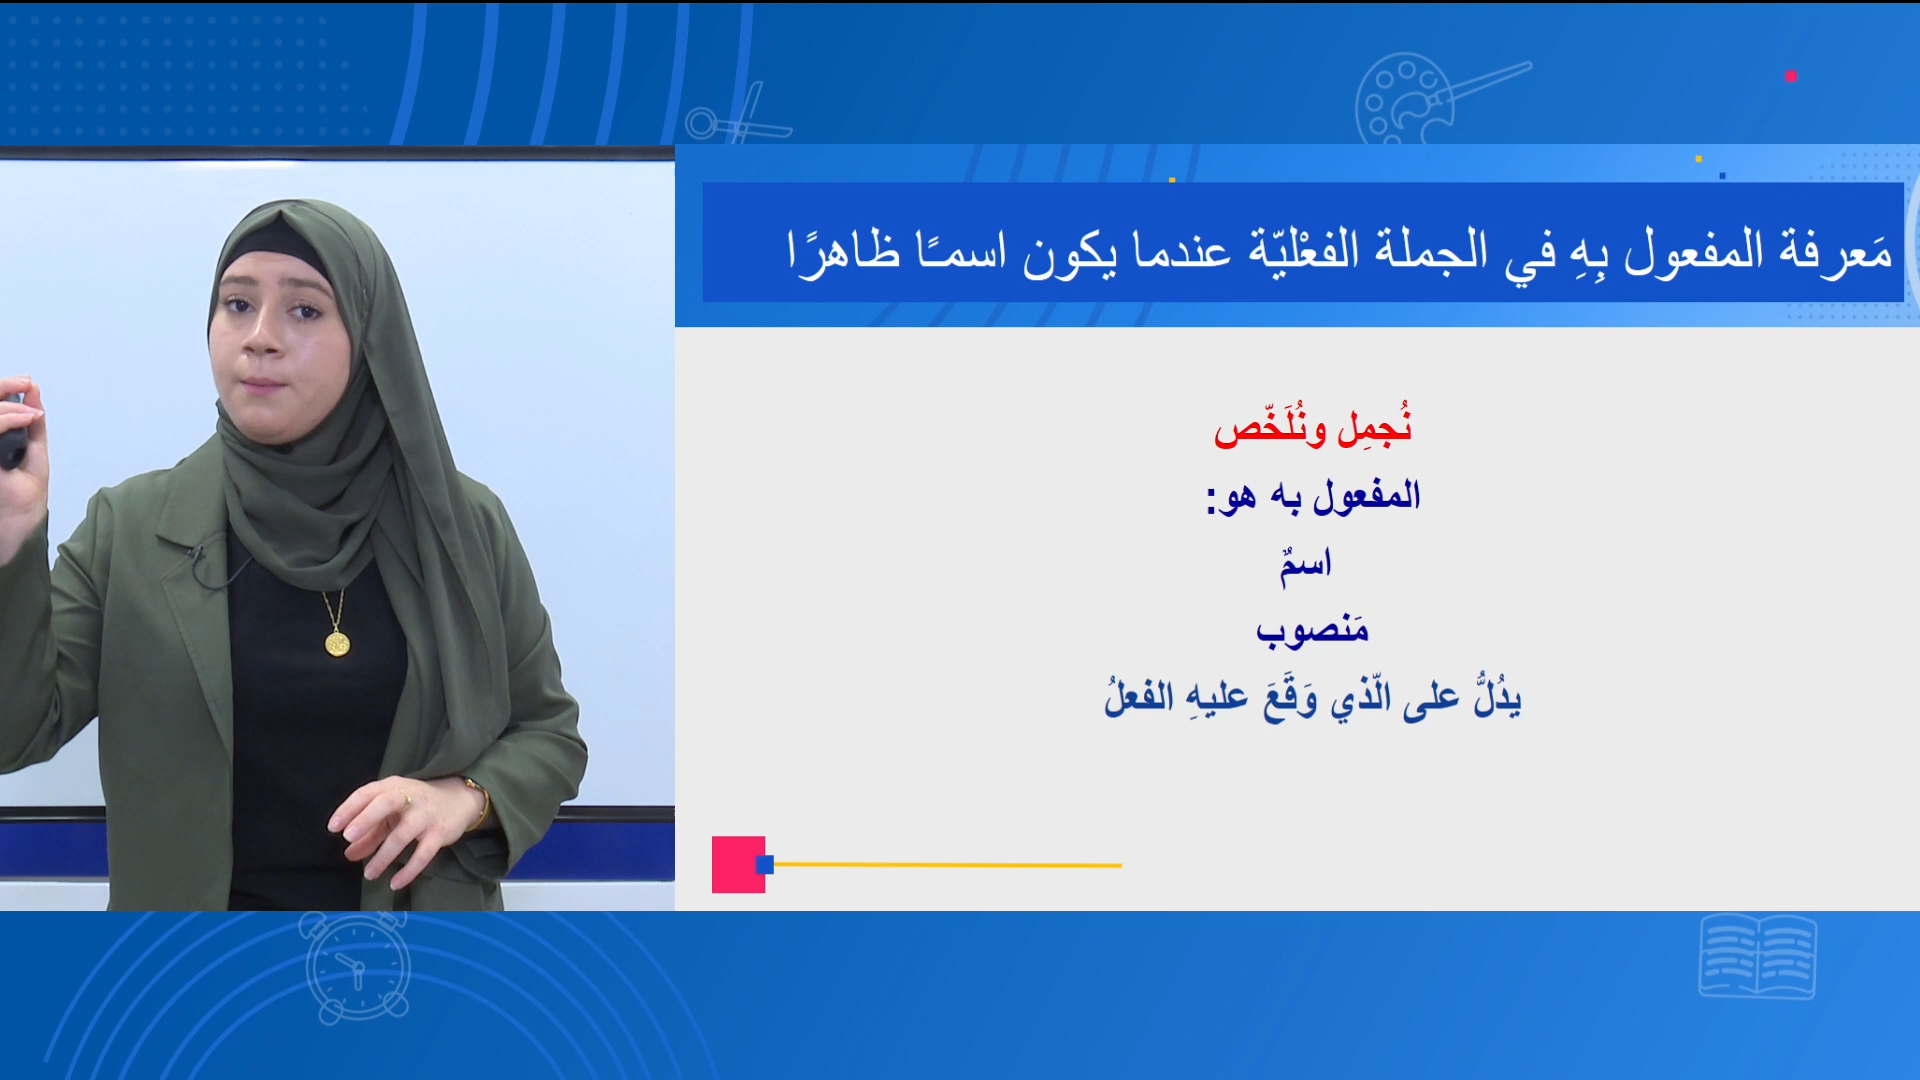 مَعرفة المفعول بِهِ في الجملة الفعْليّة عندما يكون اسمـًا ظاهرًا
نُجمِل ونُلَخّص
المفعول به هو:
اسمٌ
مَنصوب
يدُلُّ على الّذي وَقَعَ عليهِ الفعلُ